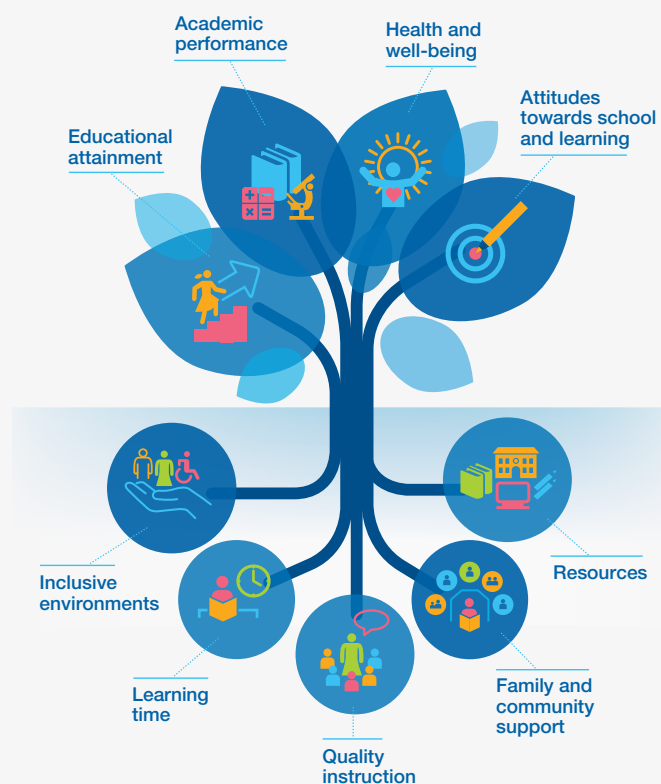 Academic
performance
Health and
well-being
Attitudes
towards school
and learning
Educational
attainment
Inclusive
environments
Resources
Learning
time
Family and
community
support
Quality
instruction